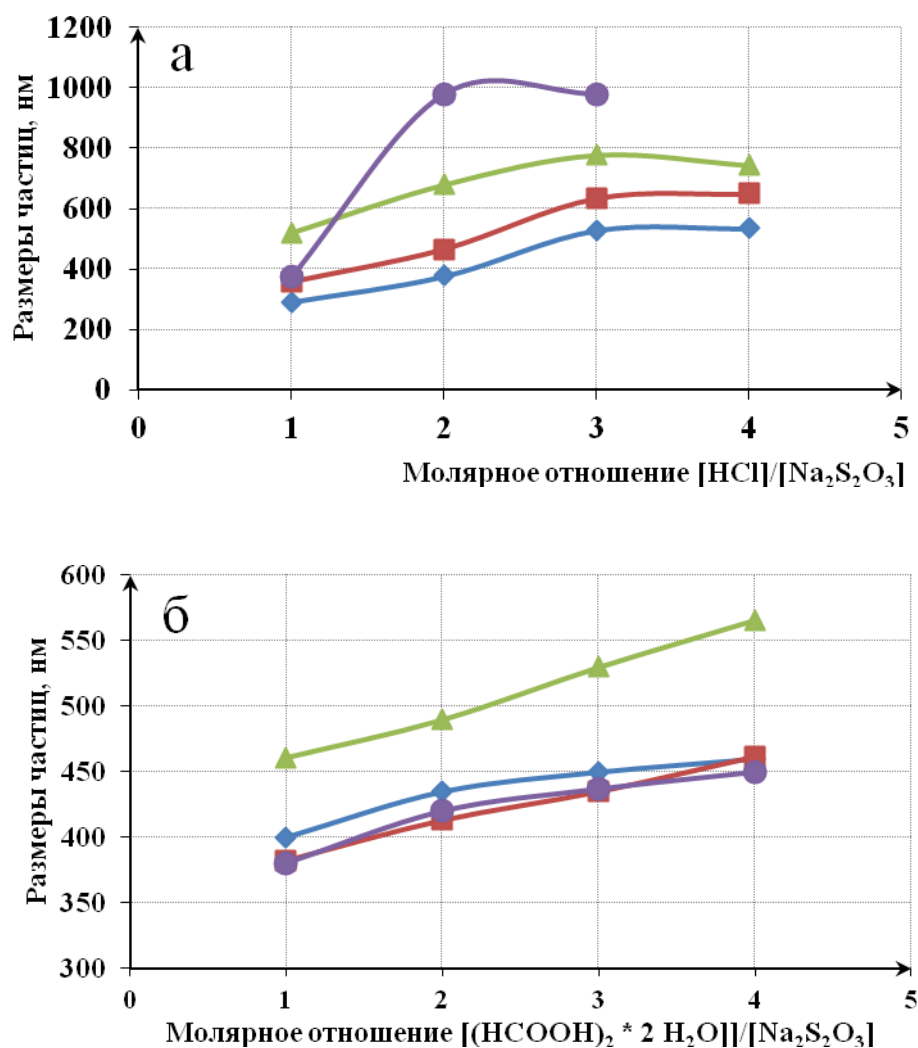 1200
а
1000
800
600
400
200
0
Размеры частиц, нм
0 1 2 3 4 5
Молярное отношение [HCl]/[Na₂S₂O₃]
600
б
550
500
450
400
350
300
Размеры частиц, нм
0 1 2 3 4 5
Молярное отношение [(HCOOH)₂ * 2 H₂O]]/[Na₂S₂O₃]